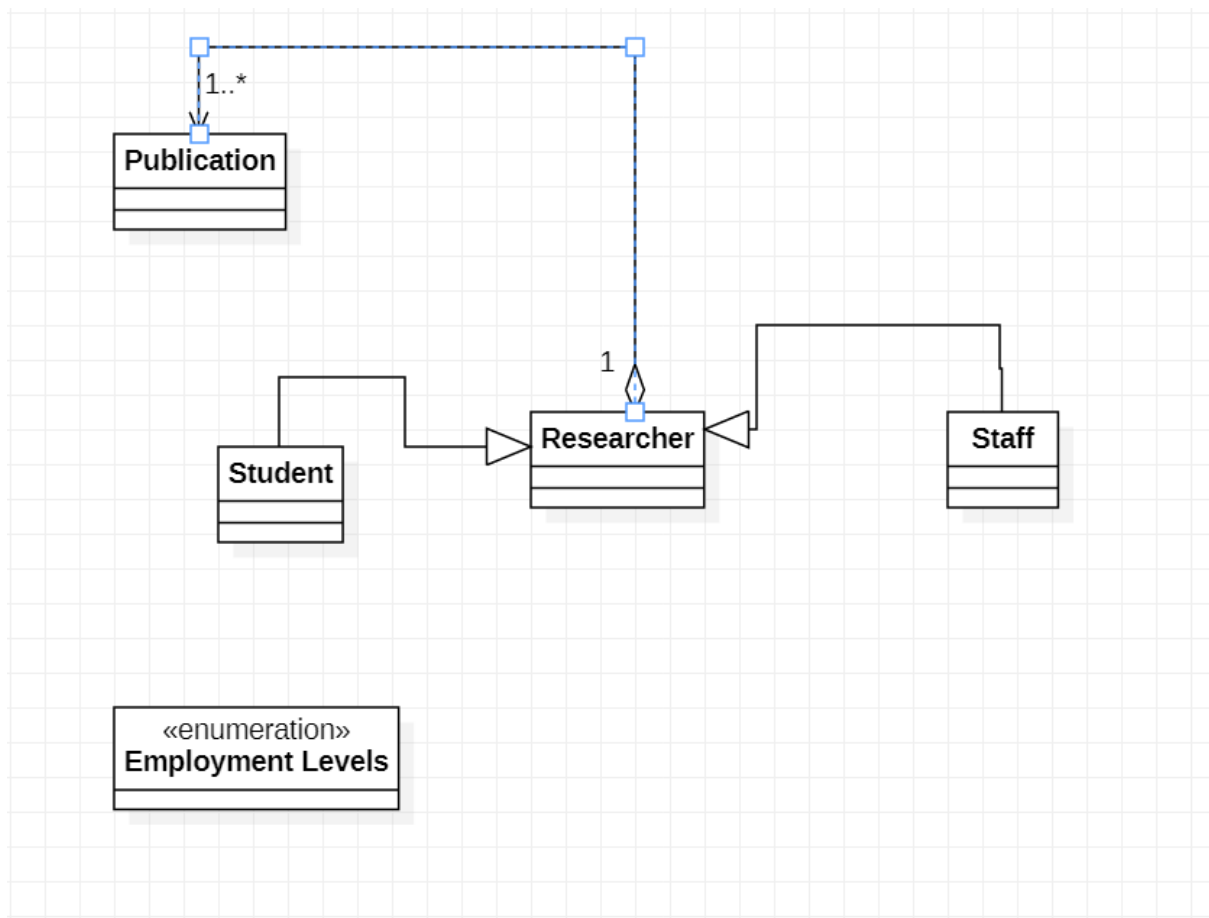 1..*
Publication
1
Researcher
Staff
Student
«enumeration»
Employment Levels